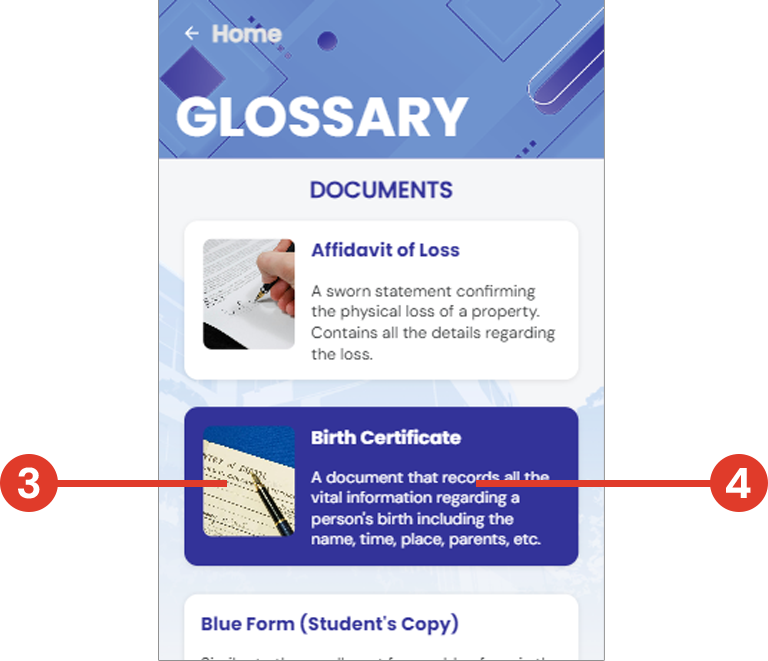 Home
GLOSSARY
DOCUMENTS
Affidavit of Loss
A sworn statement confirming
the physical loss of a property.
Contains all the details regarding
the loss.
Birth Certificate
3
A document that records all the
4
vital information regarding a
person's birth including the
name, time, place, parents, etc.
Blue Form (Student's Copy)